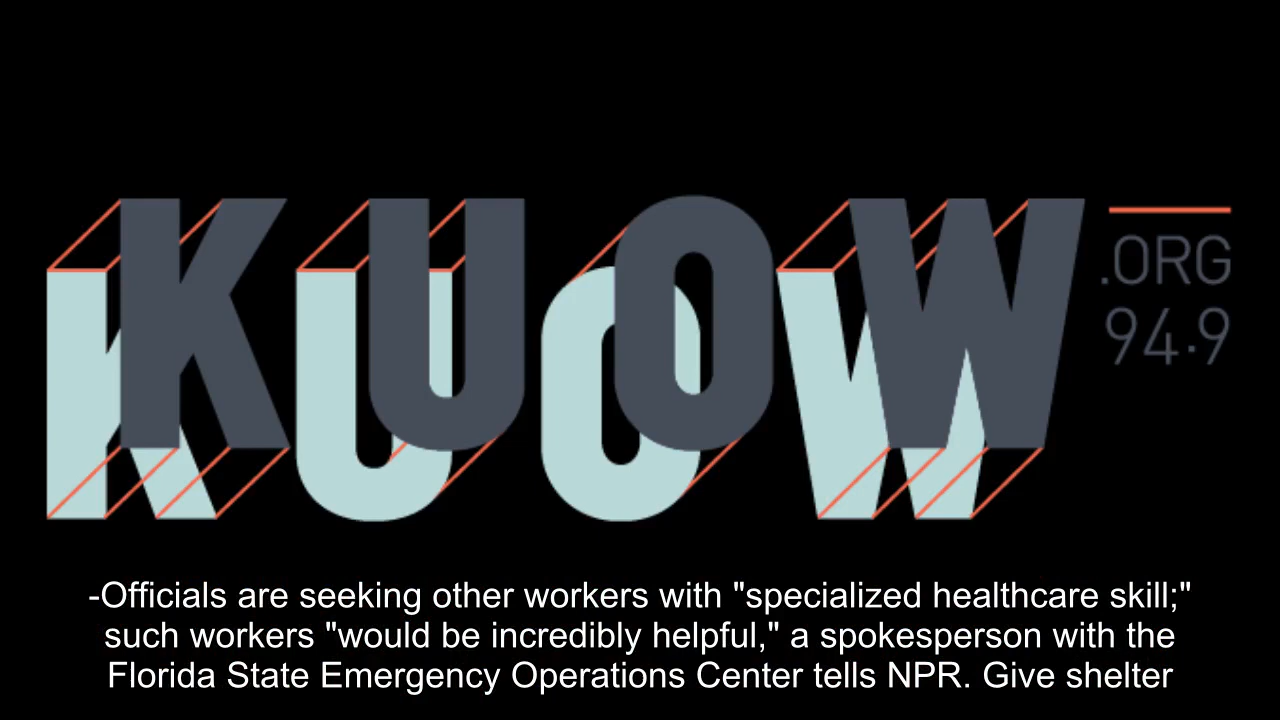 KUOW
.ORG
94.9
-Officials are seeking other workers with "specialized healthcare skill;"
such workers "would be incredibly helpful," a spokesperson with the
Florida State Emergency Operations Center tells NPR. Give shelter